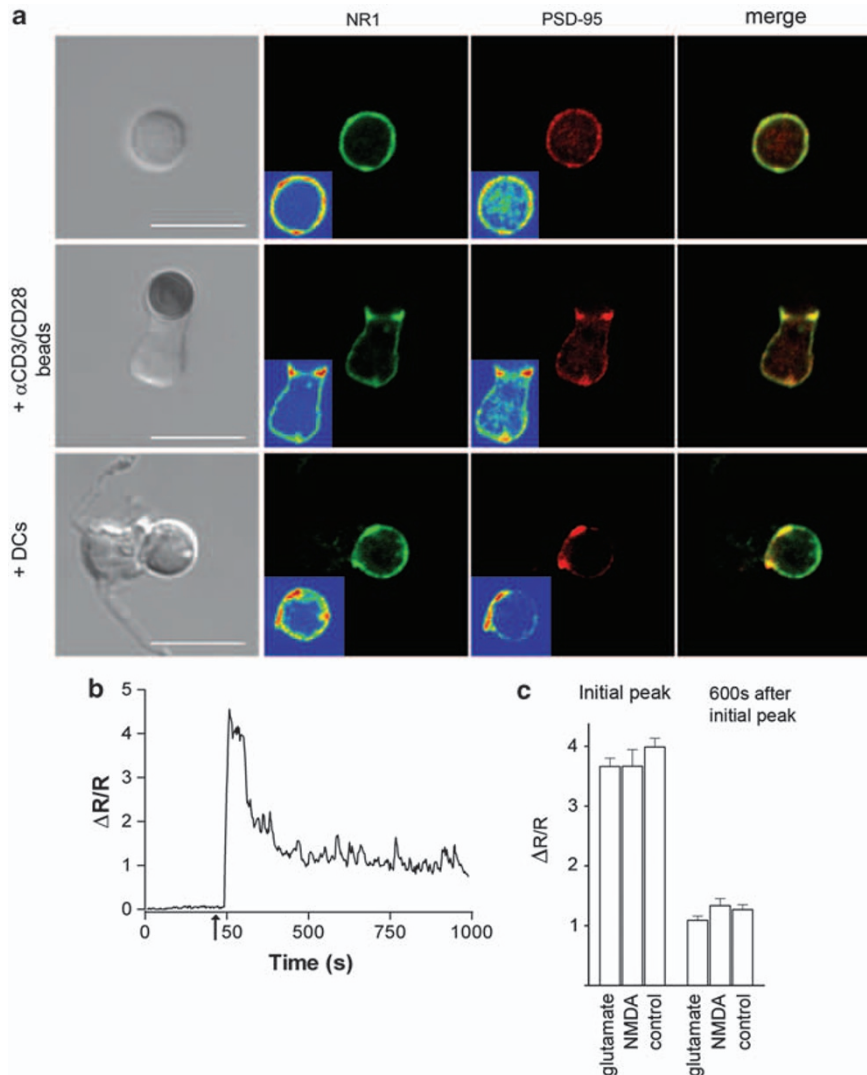 a
NR1
PSD-95
merge
+ αCD3/CD28
beads
+ DCs
b
5
4
3
2
1
0
ΔR/R
0
250
500
750
1000
Time (s)
c
Initial peak
600s after
initial peak
4
3
2
1
ΔR/R
glutamate
NMDA
control
glutamate
NMDA
control